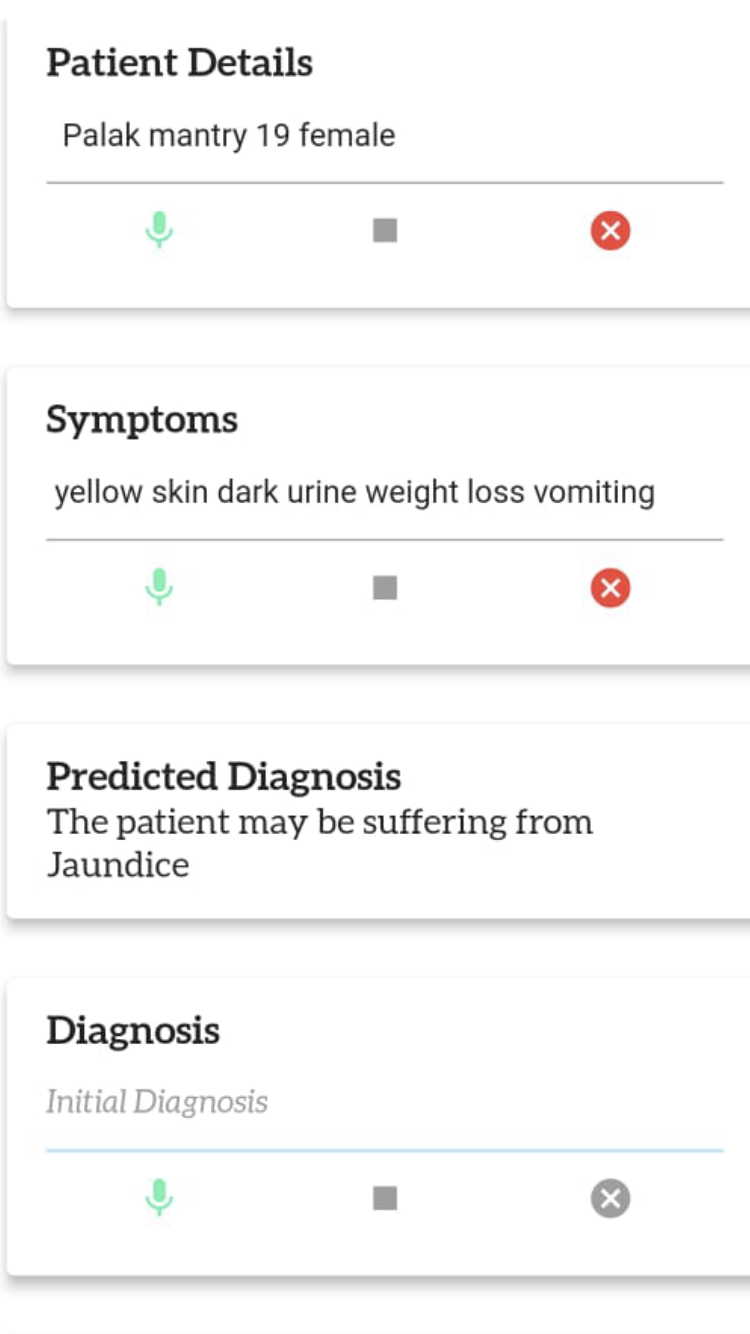 Patient Details
Palak mantry 19 female
Symptoms
yellow skin dark urine weight loss vomiting
Predicted Diagnosis
The patient may be suffering from
Jaundice
Diagnosis
Initial Diagnosis